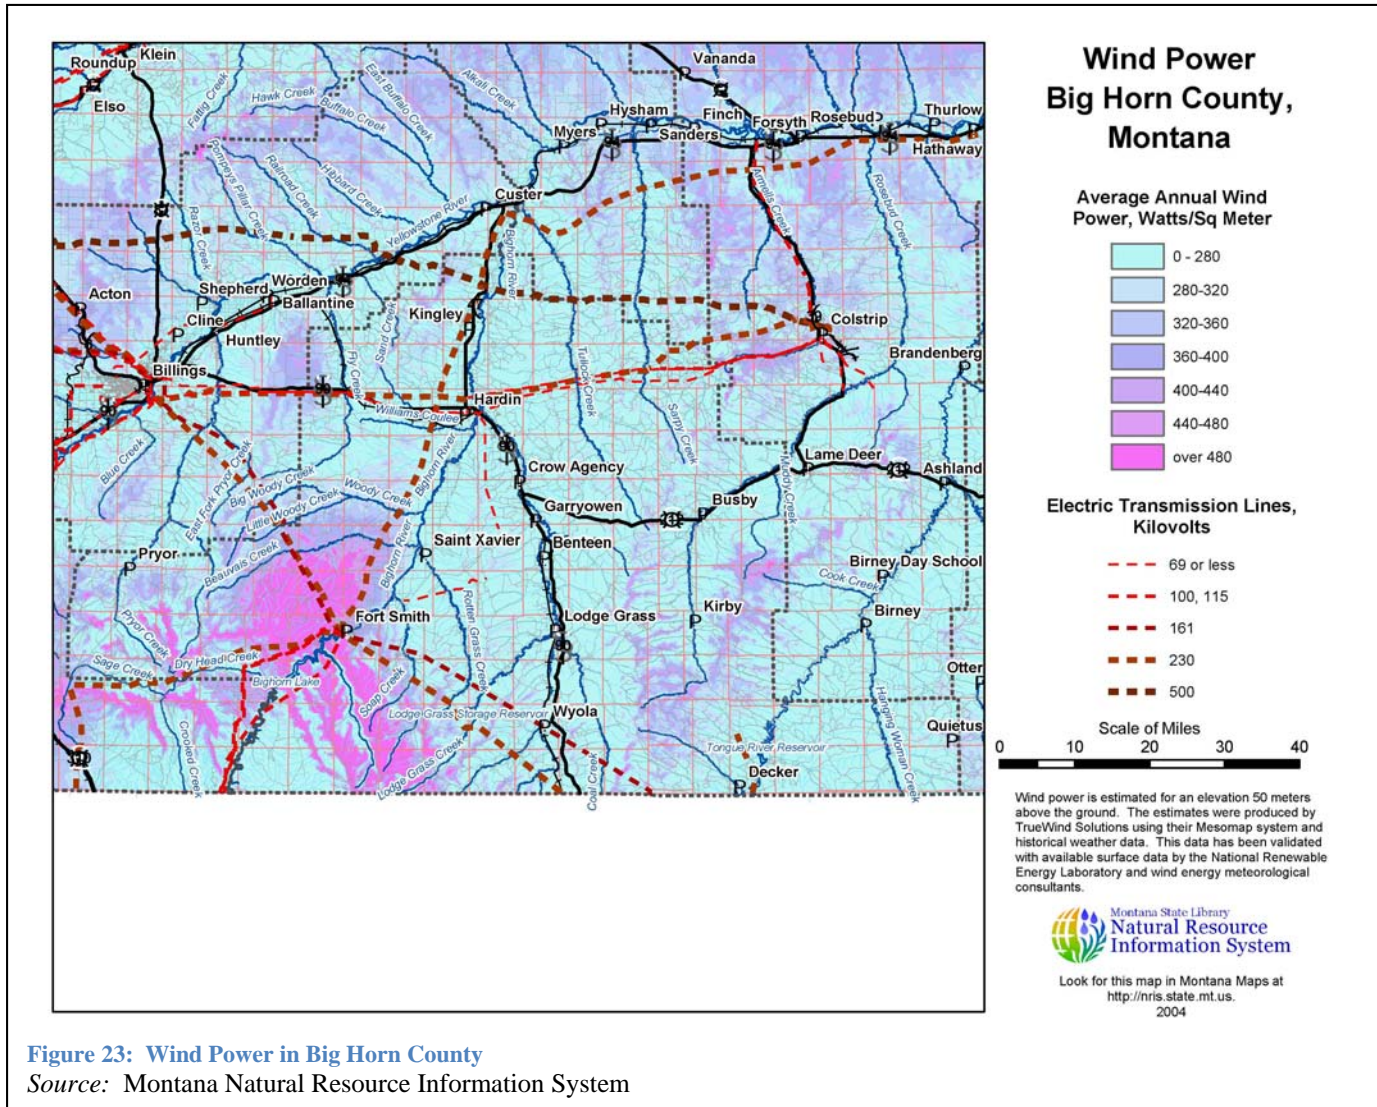 Wind Power
Big Horn County,
Montana
Average Annual Wind
Power, Watts/Sq Meter
0 - 280
280-320
320-360
360-400
400-440
440-480
over 480
Electric Transmission Lines,
Kilovolts
69 or less
100, 115
161
230
500
Scale of Miles
0 10 20 30 40
Wind power is estimated for an elevation 50 meters
above the ground. The estimates were produced by
TrueWind Solutions using their Mesomap system and
historical weather data. This data has been validated
with available surface data by the National Renewable
Energy Laboratory and wind energy meteorological
consultants.
Montana State Library
Natural Resource
Information System
Look for this map in Montana Maps at
http://nris.state.mt.us.
2004
Klein
Roundup
Elso
Fattig Creek
Hawk Creek
Buffalo Creek
East Buffalo Creek
Alkali Creek
Vananda
Hysham
Finch
Forsyth
Rosebud
Thurlow
Myers
Sanders
Hathaway
Pompeys Pillar Creek
Railroad Creek
Hibbard Creek
Razor Creek
Custer
Yellowstone River
Bighorn River
Armells Creek
Rosebud Creek
Acton
Shepherd
Worden
Ballantine
Cline
Huntley
Kingley
Sand Creek
Fly Creek
Colstrip
Brandenberg
Billings
Hardin
Williams Coulee
Tullock Creek
Sarpy Creek
Blue Creek
East Fork Pryor Creek
Big Woody Creek
Woody Creek
Little Woody Creek
Bighorn River
Crow Agency
Garryowen
Busby
Lame Deer
Ashland
Muddy Creek
Pryor
Beauvais Creek
Bighorn River
Saint Xavier
Benteen
Birney Day School
Cook Creek
Birney
Pryor Creek
Fort Smith
Rotten Grass Creek
Lodge Grass
Kirby
Sage Creek
Dry Head Creek
Bighorn Lake
Soap Creek
Otter
Crooked Creek
Lodge Grass Storage Reservoir
Wyola
Lodge Grass Creek
Coal Creek
Tongue River Reservoir
Decker
Hanging Woman Creek
Quietus
Figure 23: Wind Power in Big Horn County
Source: Montana Natural Resource Information System